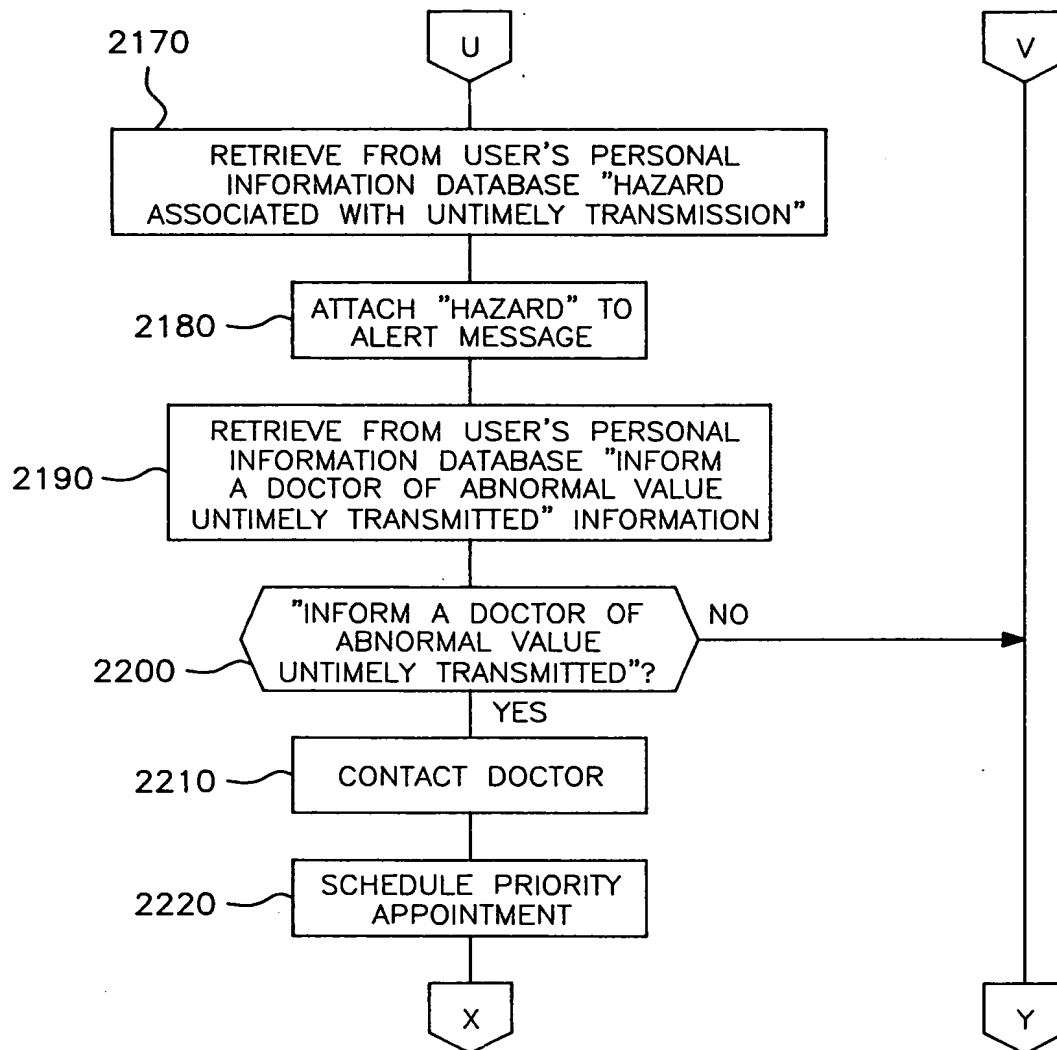 2170
U
V
RETRIEVE FROM USER'S PERSONAL
INFORMATION DATABASE "HAZARD
ASSOCIATED WITH UNTIMELY TRANSMISSION"
2180
ATTACH "HAZARD" TO
ALERT MESSAGE
2190
RETRIEVE FROM USER'S PERSONAL
INFORMATION DATABASE "INFORM
A DOCTOR OF ABNORMAL VALUE
UNTIMELY TRANSMITTED" INFORMATION
2200
"INFORM A DOCTOR OF
ABNORMAL VALUE
UNTIMELY TRANSMITTED"?
NO
YES
2210
CONTACT DOCTOR
2220
SCHEDULE PRIORITY
APPOINTMENT
X
Y